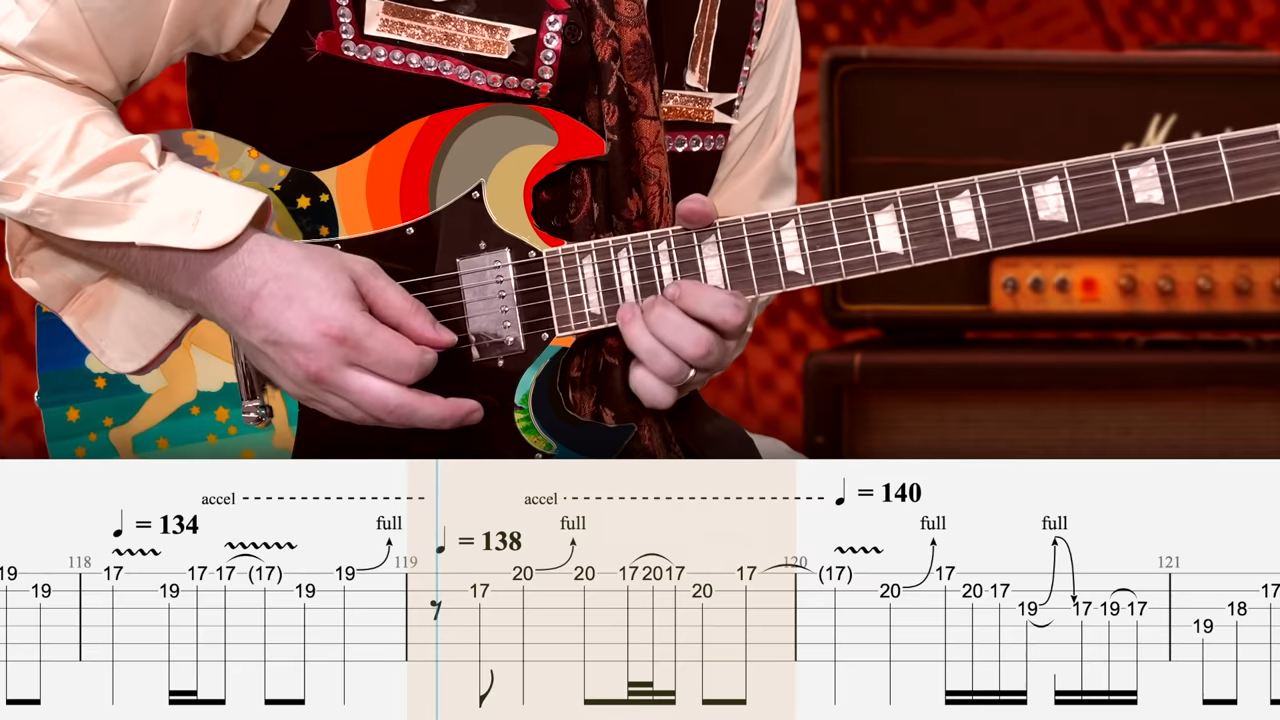 accel accel ♩ = 140
♩ = 134 full full full full
♩ = 138
118 119 120 121
19 17 17 17 (17) 19 20 20 17 20 17 17 (17) 17
19 19 19 17 20 20 20 17 17
19 17 19 17
19 18